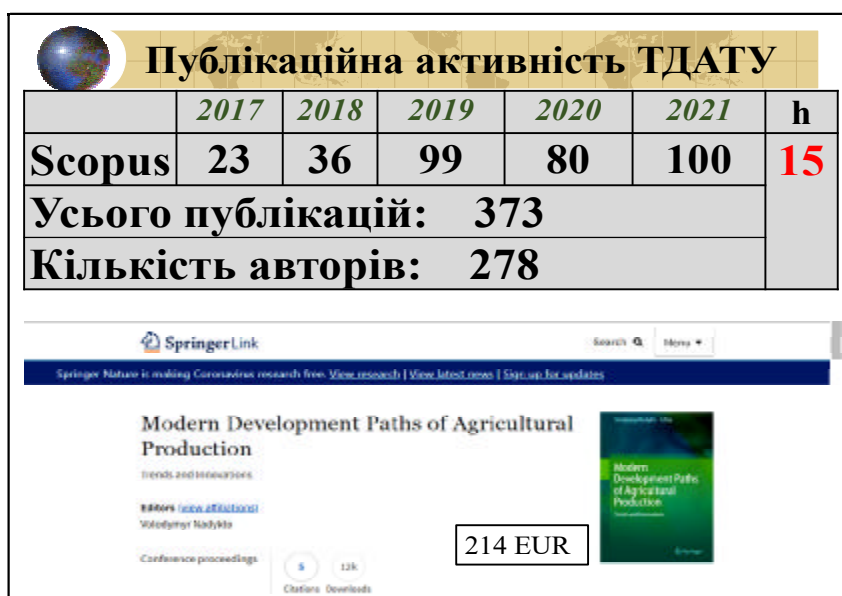 Публікаційна активність ТДАТУ
2017 2018 2019 2020 2021 h
Scopus 23 36 99 80 100 15
Усього публікацій: 373
Кількість авторів: 278
SpringerLink
Search Menu
Springer Nature is making Coronavirus research free. View research | View latest news | Sign up for updates
Modern Development Paths of Agricultural
Production
Trends and Innovations
Editors (view affiliations)
Volodymyr Nadykto
Conference proceedings
5 12k
Citations Downloads
214 EUR
Modern
Development Paths
of Agricultural
Production